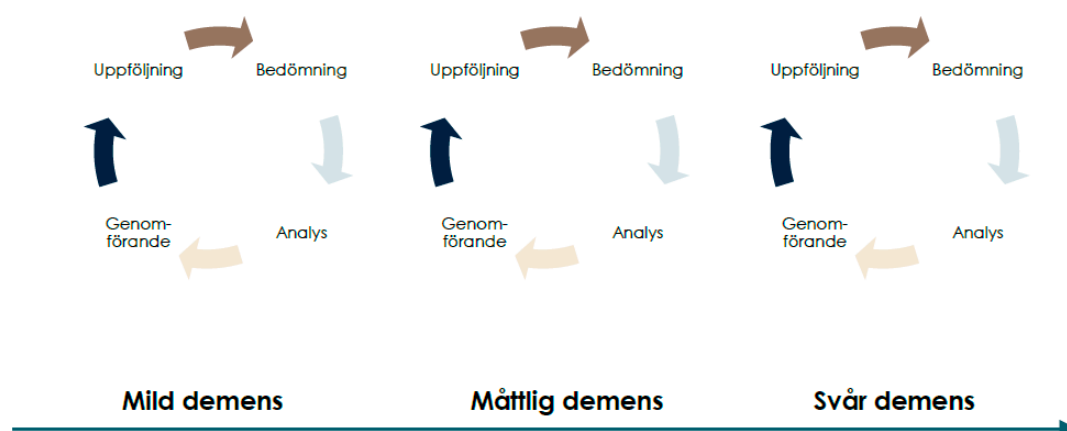 Uppföljning Bedömning Uppföljning Bedömning Uppföljning Bedömning
Genom-
förande
Analys
Genom-
förande
Analys
Genom-
förande
Analys
Mild demens Måttlig demens Svår demens